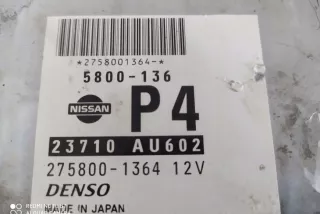 *2758001364-*
5800-136
NISSAN
P4
23710 AU602
275800-1364 12V
DENSO
MADE IN JAPAN